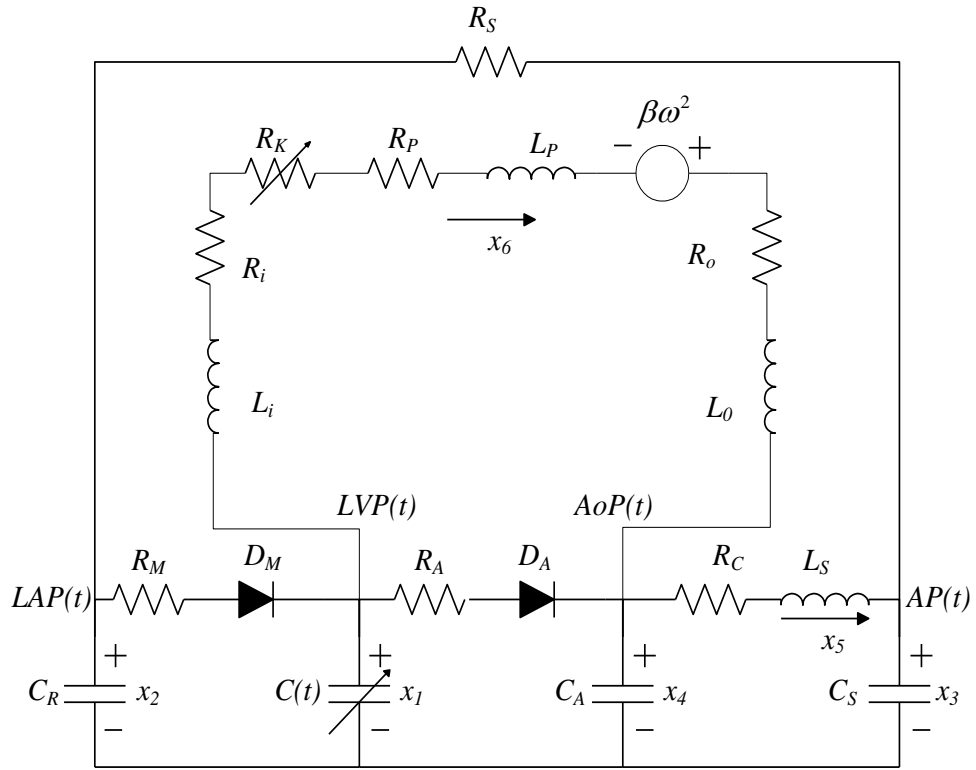 R_S
βω²
R_K
R_P
L_P
− +
x_6
R_i
R_o
L_i
L_0
LVP(t)
AoP(t)
R_M
D_M
R_A
D_A
R_C
L_S
LAP(t)
AP(t)
x_5
+ + + +
C_R
x_2
C(t)
x_1
C_A
x_4
C_S
x_3
− − − −